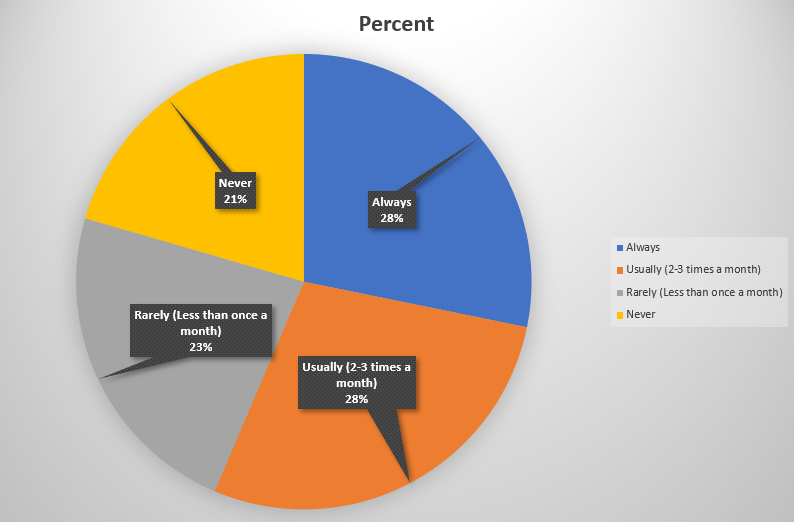 Percent
Never
21%
Always
28%
Rarely (Less than once a
month)
23%
Usually (2-3 times a
month)
28%
Always
Usually (2-3 times a month)
Rarely (Less than once a month)
Never